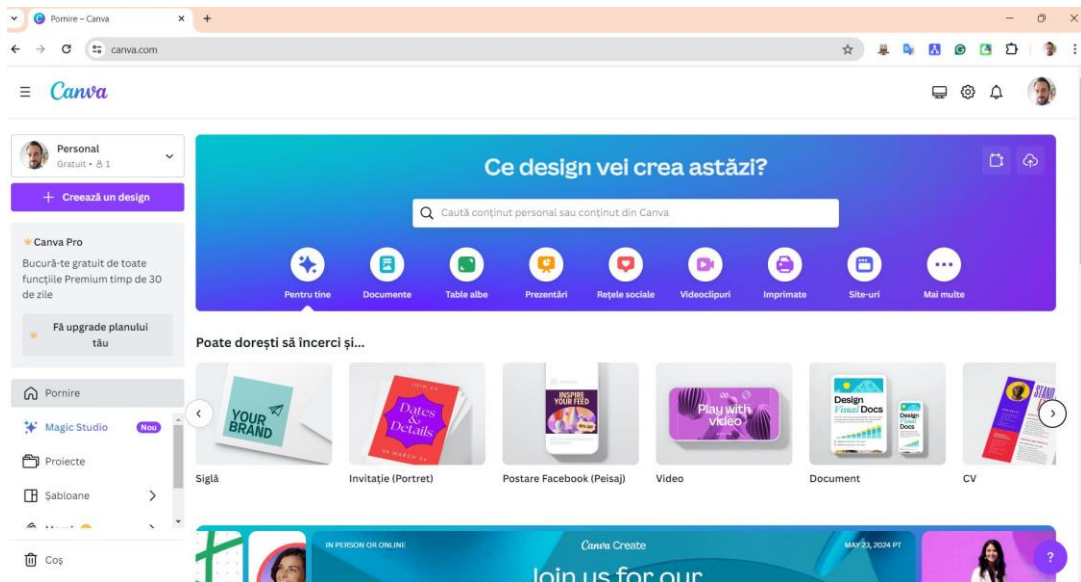 Pornire – Canva
canva.com
Canva
Personal
Gratuit • 1
Creează un design
Canva Pro
Bucură-te gratuit de toate
funcțiile Premium timp de 30
de zile
Fă upgrade planului
tău
Pornire
Magic Studio Nou
Proiecte
Șabloane
Coș
Ce design vei crea astăzi?
Caută conținut personal sau conținut din Canva
Pentru tine Documente Table albe Prezentări Rețele sociale Videoclipuri Imprimate Site-uri Mai multe
Poate dorești să încerci și...
YOUR
BRAND
JOIN US
Dates
&
Details
INSPIRE
YOUR FEED
Play with
video
Design
Visual Docs
Design
Visual
Docs
Siglă Invitație (Portret) Postare Facebook (Peisaj) Video Document CV
IN PERSON OR ONLINE
Canva Create
MAY 23, 2024 PT
Join us for our
?